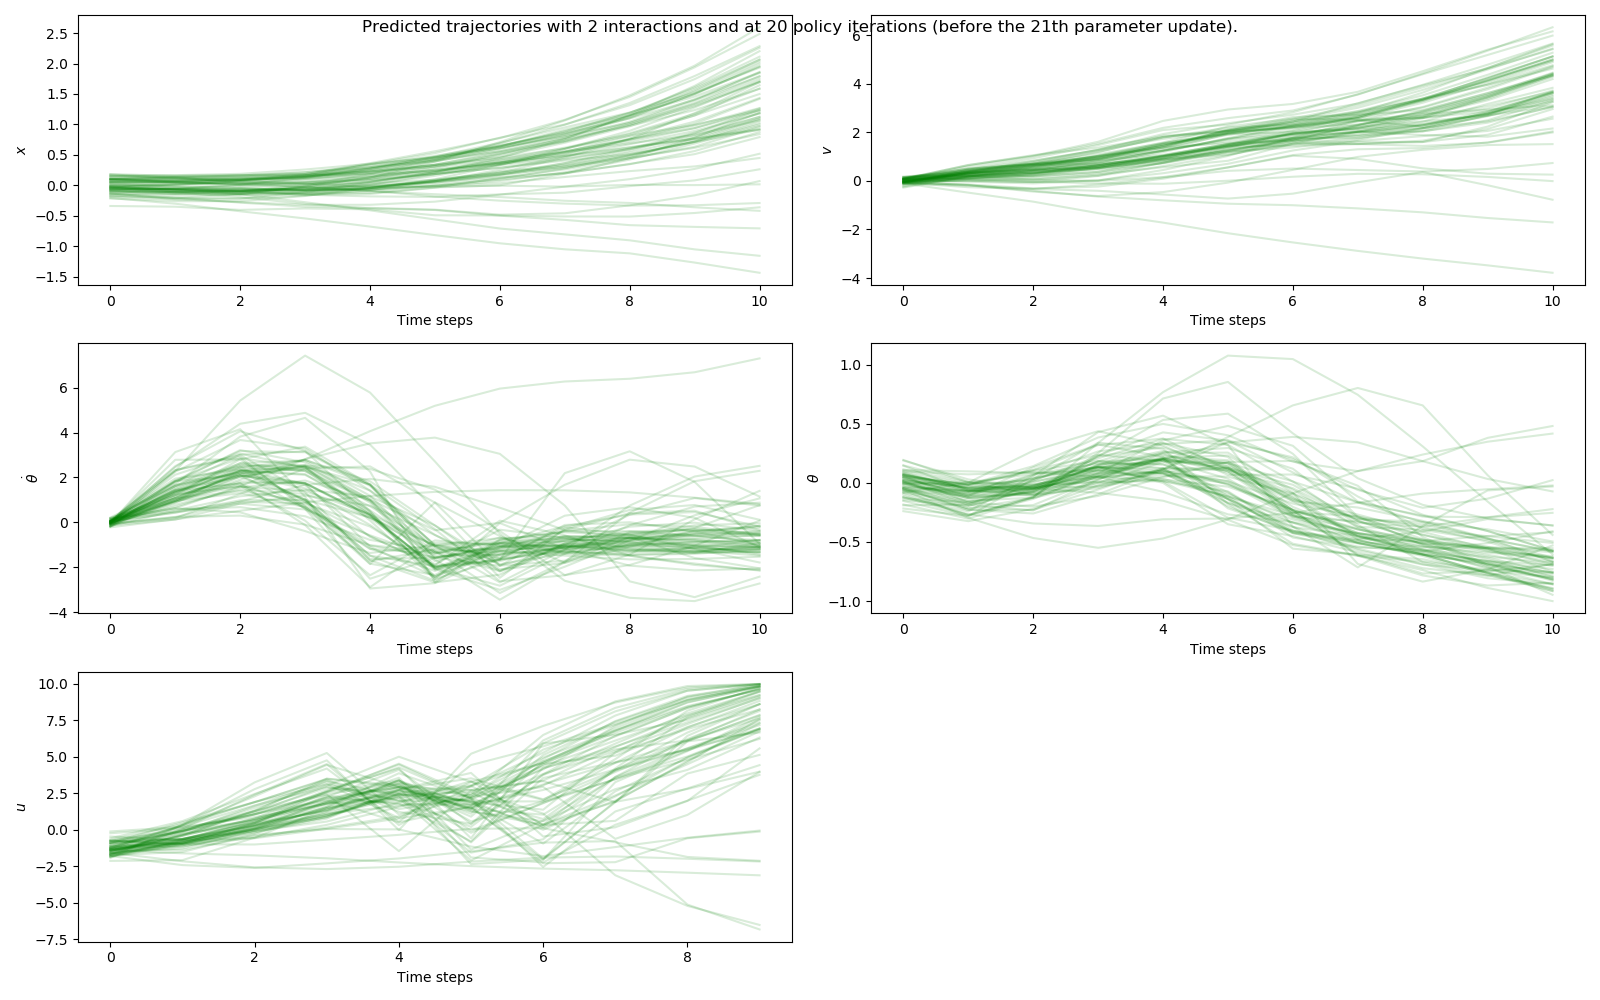 Predicted trajectories with 2 interactions and at 20 policy iterations (before the 21th parameter update).
2.5
2.0
1.5
1.0
0.5
0.0
−0.5
−1.0
−1.5
x
0 2 4 6 8 10
Time steps
6
4
2
0
−2
−4
v
0 2 4 6 8 10
Time steps
6
4
2
0
−2
−4
θ̇
0 2 4 6 8 10
Time steps
1.0
0.5
0.0
−0.5
−1.0
θ
0 2 4 6 8 10
Time steps
10.0
7.5
5.0
2.5
0.0
−2.5
−5.0
−7.5
u
0 2 4 6 8
Time steps